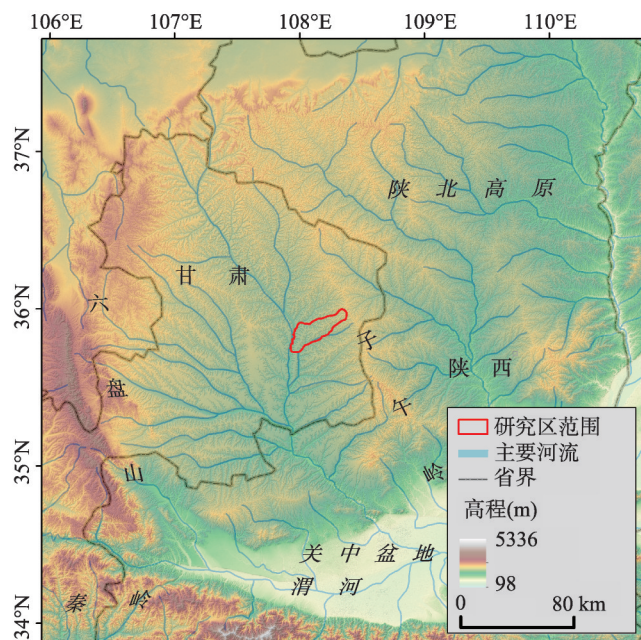 106°E 107°E 108°E 109°E 110°E
37°N
36°N
35°N
34°N
陕北高原
甘肃
六盘山
子午岭
陕西
关中盆地
渭河
秦岭
研究区范围
主要河流
省界
高程(m)
5336
98
0 80 km